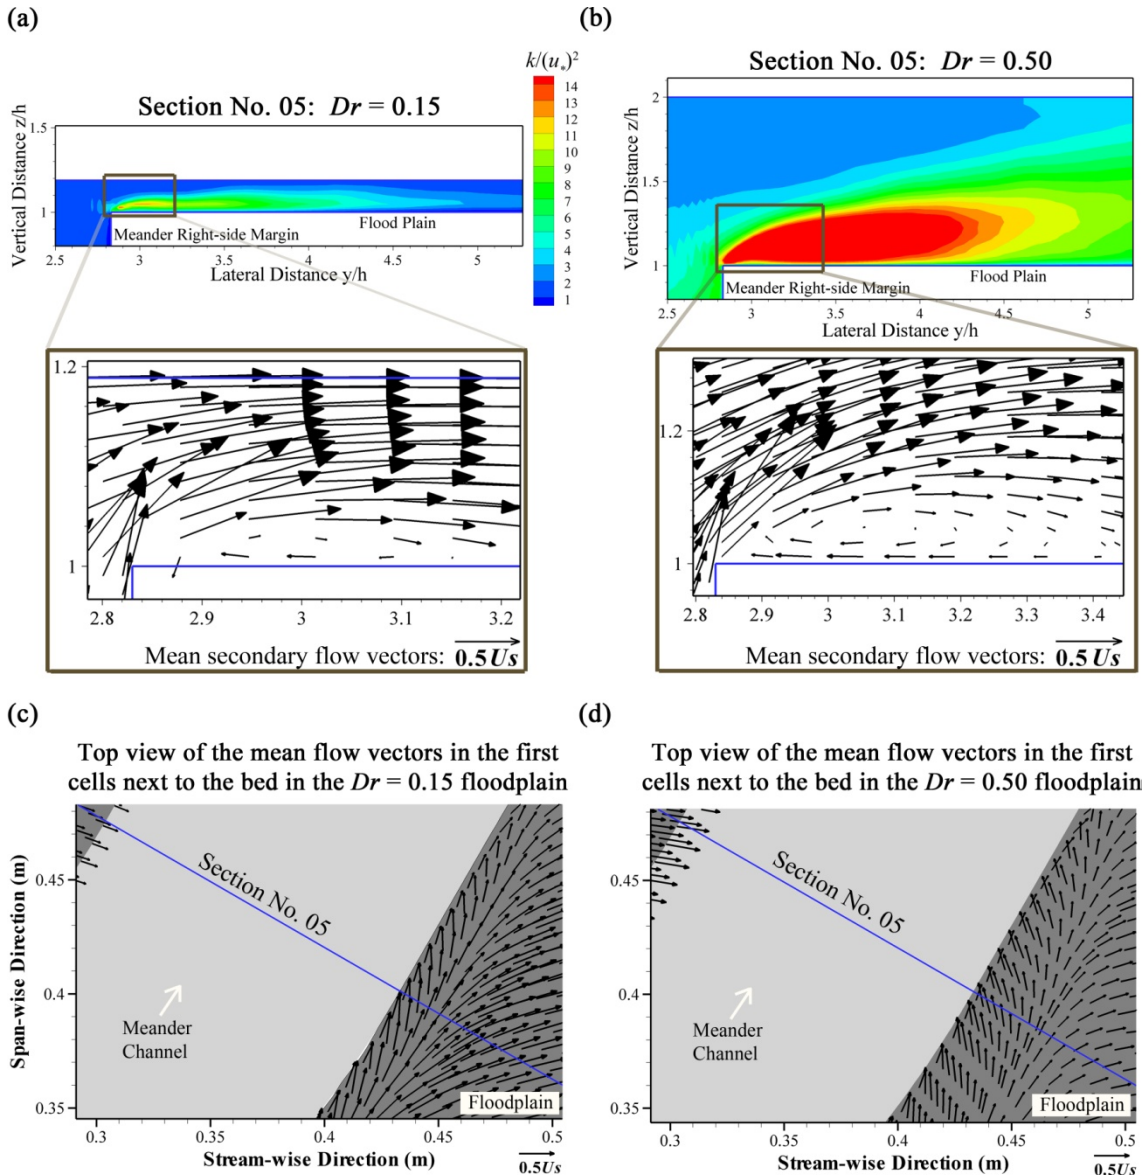 (a)
Section No. 05: Dr = 0.15
Vertical Distance z/h
1.5
1
2.5
3
3.5
4
4.5
5
Meander Right-side Margin
Flood Plain
Lateral Distance y/h
k/(u*)²
14
13
12
11
10
9
8
7
6
5
4
3
2
1
1.2
1
2.8
2.9
3
3.1
3.2
Mean secondary flow vectors: 0.5Us
(b)
Section No. 05: Dr = 0.50
Vertical Distance z/h
2
1.5
1
2.5
3
3.5
4
4.5
5
Meander Right-side Margin
Flood Plain
Lateral Distance y/h
1.2
1
2.8
2.9
3
3.1
3.2
3.3
3.4
Mean secondary flow vectors: 0.5Us
(c)
Top view of the mean flow vectors in the first
cells next to the bed in the Dr = 0.15 floodplain
Span-wise Direction (m)
0.45
0.4
0.35
Section No. 05
Meander
Channel
Floodplain
0.3
0.35
0.4
0.45
0.5
Stream-wise Direction (m)
0.5Us
(d)
Top view of the mean flow vectors in the first
cells next to the bed in the Dr = 0.50 floodplain
0.45
0.4
0.35
Section No. 05
Meander
Channel
Floodplain
0.3
0.35
0.4
0.45
0.5
Stream-wise Direction (m)
0.5Us